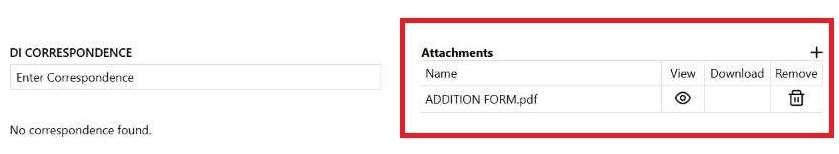 DI CORRESPONDENCE
Enter Correspondence
No correspondence found.
Attachments
Name View Download Remove
ADDITION FORM.pdf